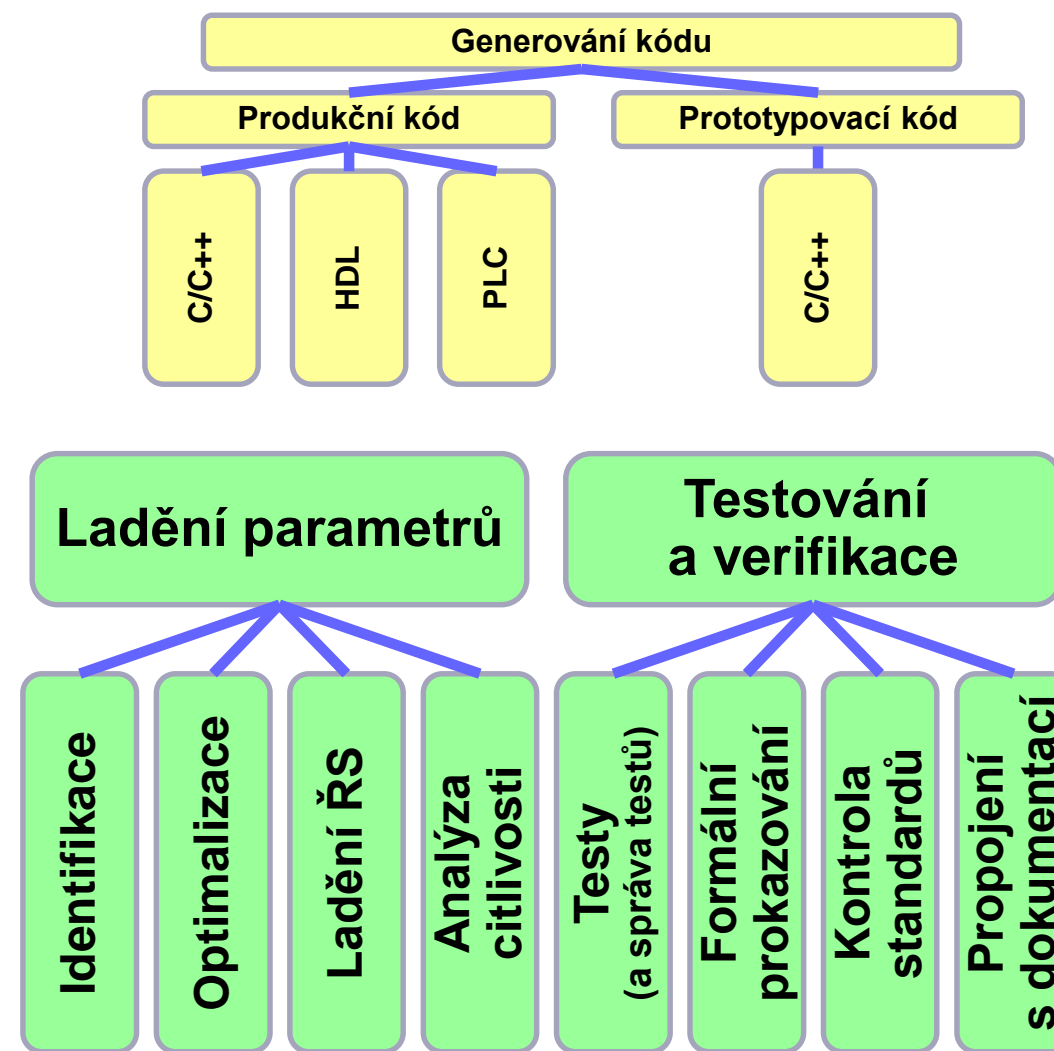 Generování kódu
Produkční kód
Prototypovací kód
C/C++
HDL
PLC
C/C++
Ladění parametrů
Testování
a verifikace
Identifikace
Optimalizace
Ladění ŘS
Analýza
citlivosti
Testy
(a správa testů)
Formální
prokazování
Kontrola
standardů
Propojení
s dokumentací